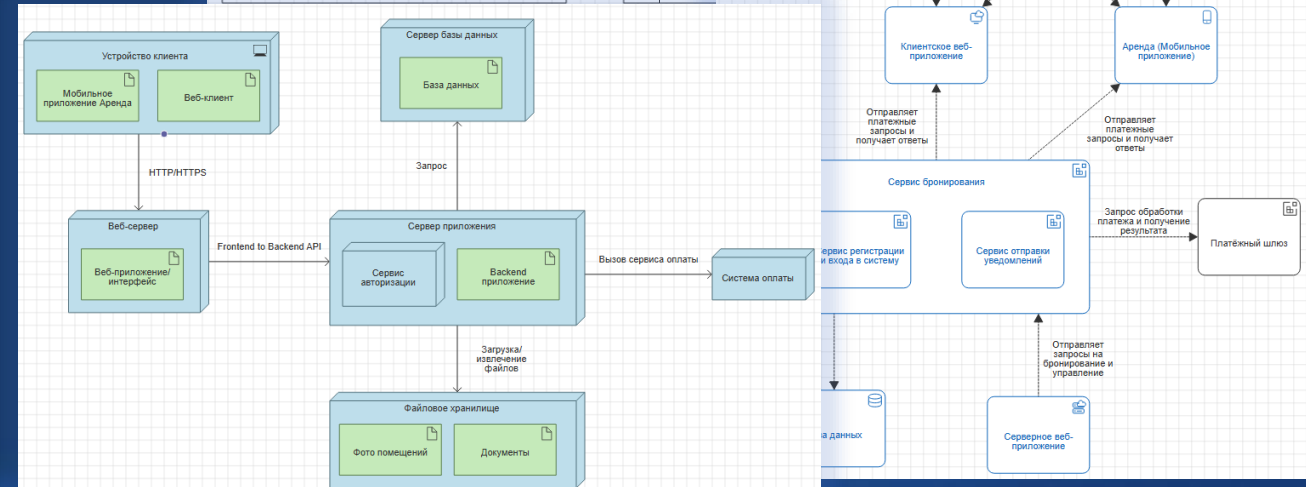 Устройство клиента
Мобильное
приложение Аренда
Веб-клиент
Сервер базы данных
База данных
HTTP/HTTPS
Запрос
Веб-сервер
Веб-приложение/
интерфейс
Frontend to Backend API
Сервер приложения
Сервис
авторизации
Backend
приложение
Вызов сервиса оплаты
Система оплаты
Загрузка/
извлечение
файлов
Файловое хранилище
Фото помещений
Документы
Клиентское веб-
приложение
Аренда (Мобильное
приложение)
Отправляет
платежные
запросы и
получает ответы
Отправляет
платежные
запросы и получает
ответы
Сервис бронирования
регистрации
и входа в систему
Сервис отправки
уведомлений
Запрос обработки
платежа и получение
результата
Платёжный шлюз
Отправляет
запросы на
бронирование и
управление
данных
Серверное веб-
приложение